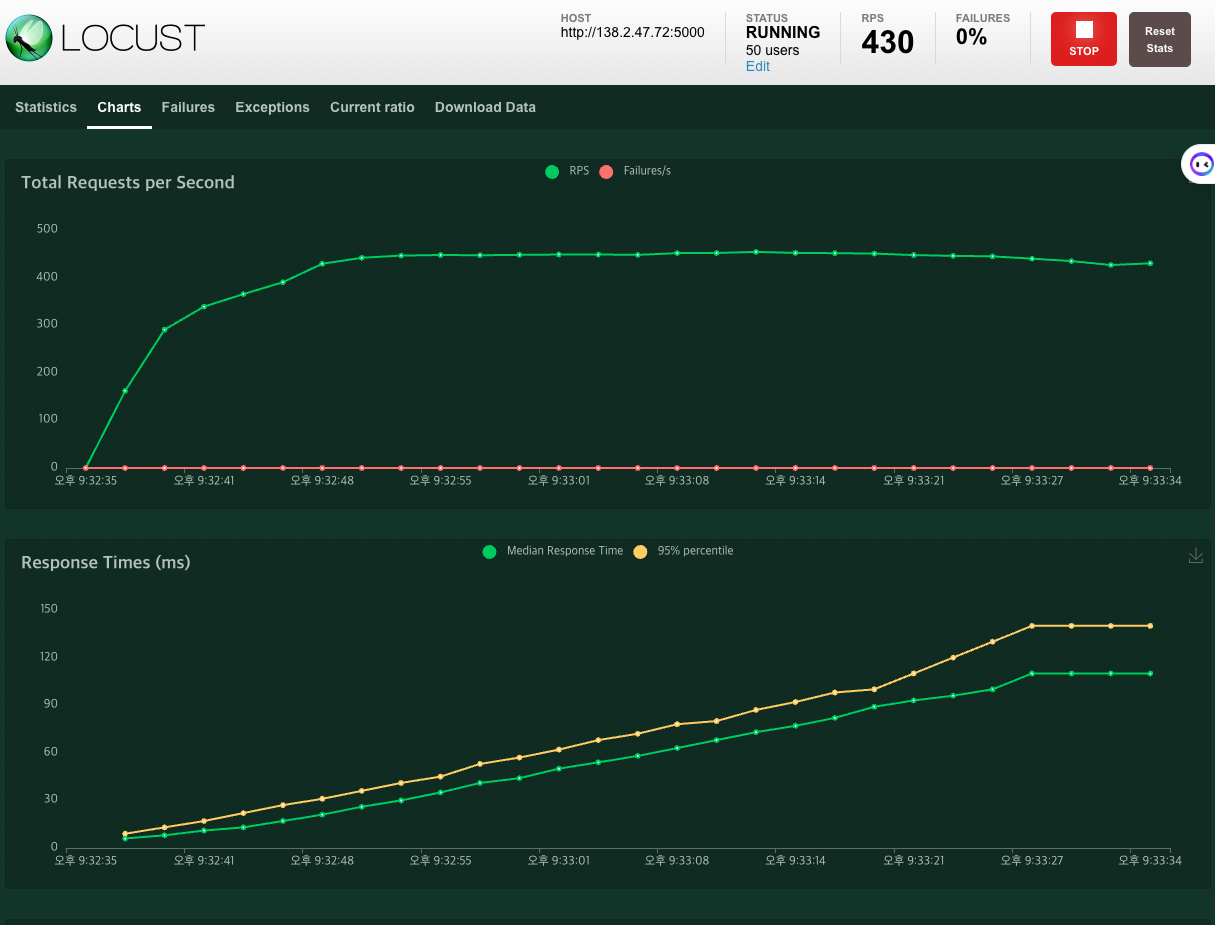 LOCUST
HOST
http://138.2.47.72:5000
STATUS
RUNNING
50 users
Edit
RPS
430
FAILURES
0%
STOP
Reset
Stats
Statistics Charts Failures Exceptions Current ratio Download Data
Total Requests per Second
RPS Failures/s
500
400
300
200
100
0
오후 9:32:35 오후 9:32:41 오후 9:32:48 오후 9:32:55 오후 9:33:01 오후 9:33:08 오후 9:33:14 오후 9:33:21 오후 9:33:27 오후 9:33:34
Response Times (ms)
Median Response Time 95% percentile
150
120
90
60
30
0
오후 9:32:35 오후 9:32:41 오후 9:32:48 오후 9:32:55 오후 9:33:01 오후 9:33:08 오후 9:33:14 오후 9:33:21 오후 9:33:27 오후 9:33:34